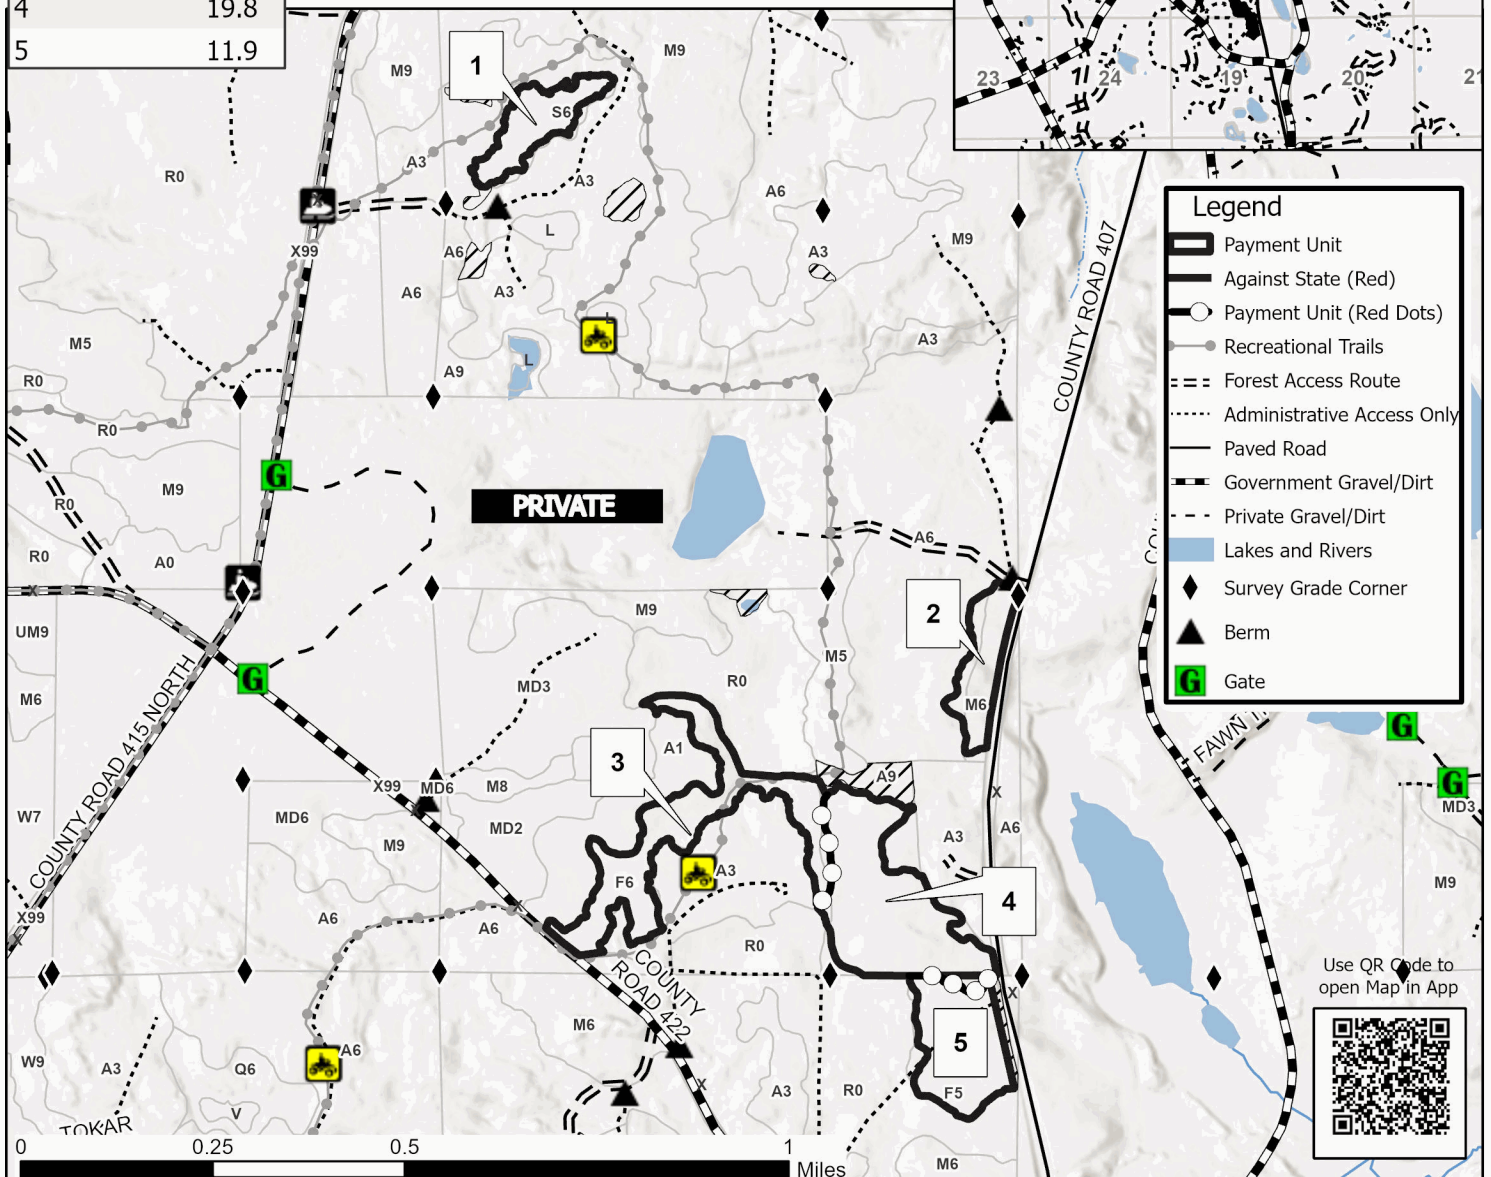 4 19.8
5 11.9
23 24 19 20 21
1
M9
M9
S6
A3
R0
A3
A6
L
M9
X99
A6
A3
A6
A3
COUNTY ROAD 407
M5
L
L
A3
R0
A9
R0
M9
R0
G
PRIVATE
A6
R0
A0
M9
2
UM9
M5
M6
G
MD3
R0
M6
COUNTY ROAD 415 NORTH
A1
3
X99
MD6
M8
A9
X
W7
MD6
MD2
M9
A3
A6
F6
A3
4
X99
A6
A6
R0
COUNTY
ROAD 422
X
M6
5
W9
A3
Q6
A6
X
A3
R0
F5
V
TOKAR
M6
0 0.25 0.5 1
Miles
Legend
Payment Unit
Against State (Red)
Payment Unit (Red Dots)
Recreational Trails
Forest Access Route
Administrative Access Only
Paved Road
Government Gravel/Dirt
Private Gravel/Dirt
Lakes and Rivers
Survey Grade Corner
Berm
G Gate
FAWN
G
G
MD3
M9
Use QR Code to
open Map in App